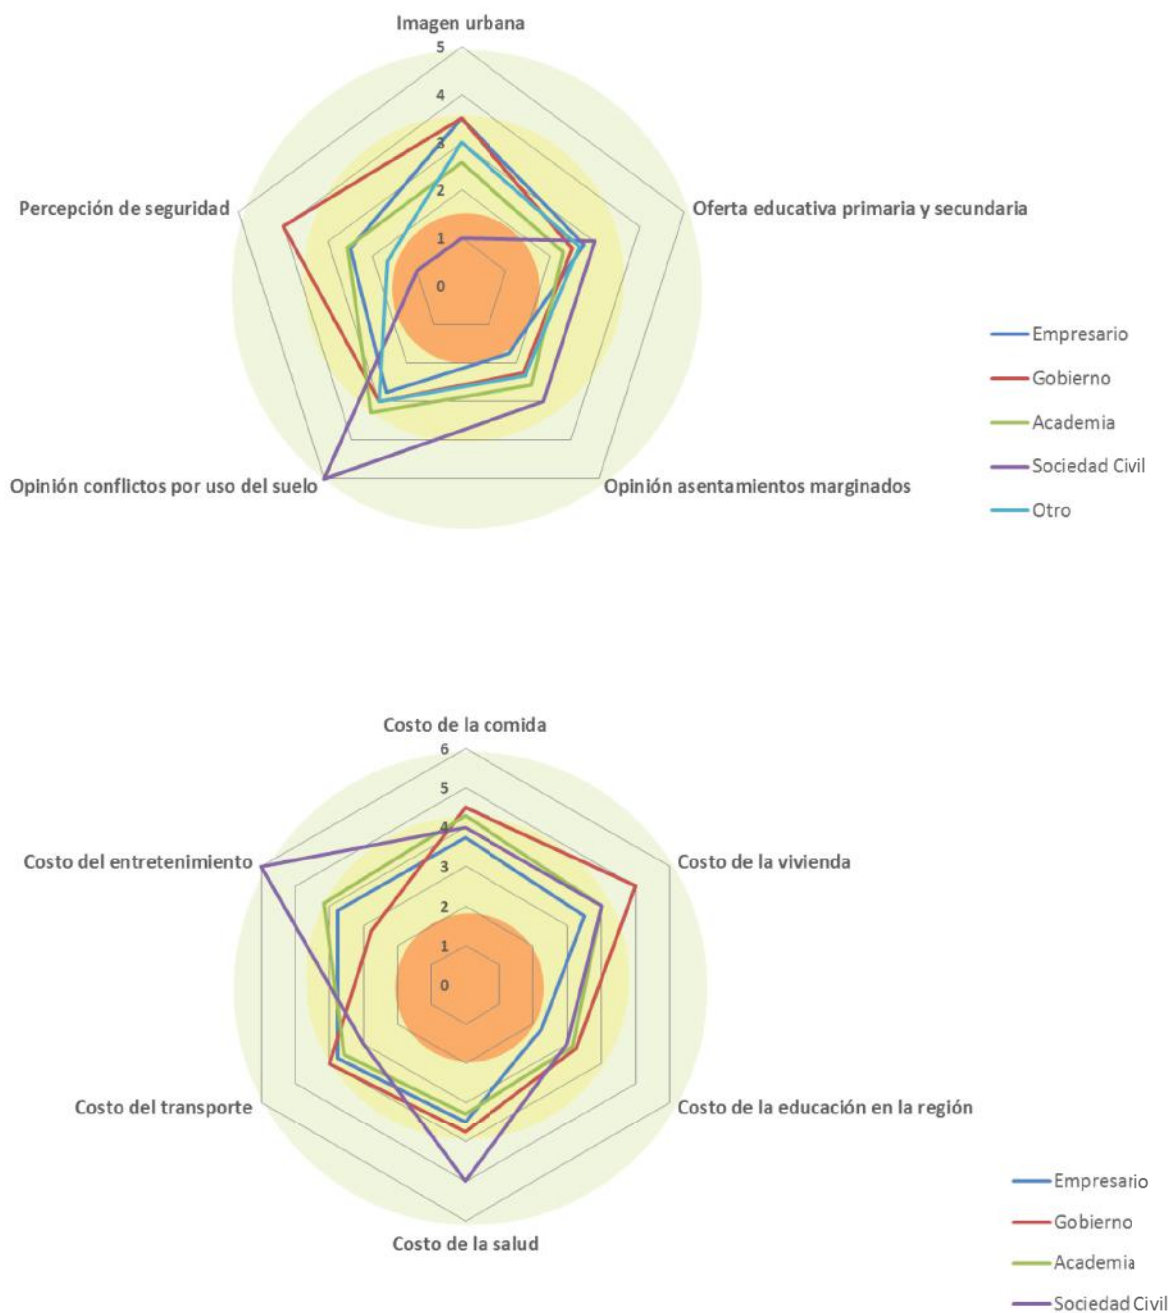 Imagen urbana
5
4
3
2
1
0
Percepción de seguridad
Oferta educativa primaria y secundaria
Opinión conflictos por uso del suelo
Opinión asentamientos marginados
Empresario
Gobierno
Academia
Sociedad Civil
Otro
Costo de la comida
6
5
4
3
2
1
0
Costo del entretenimiento
Costo de la vivienda
Costo del transporte
Costo de la educación en la región
Costo de la salud
Empresario
Gobierno
Academia
Sociedad Civil